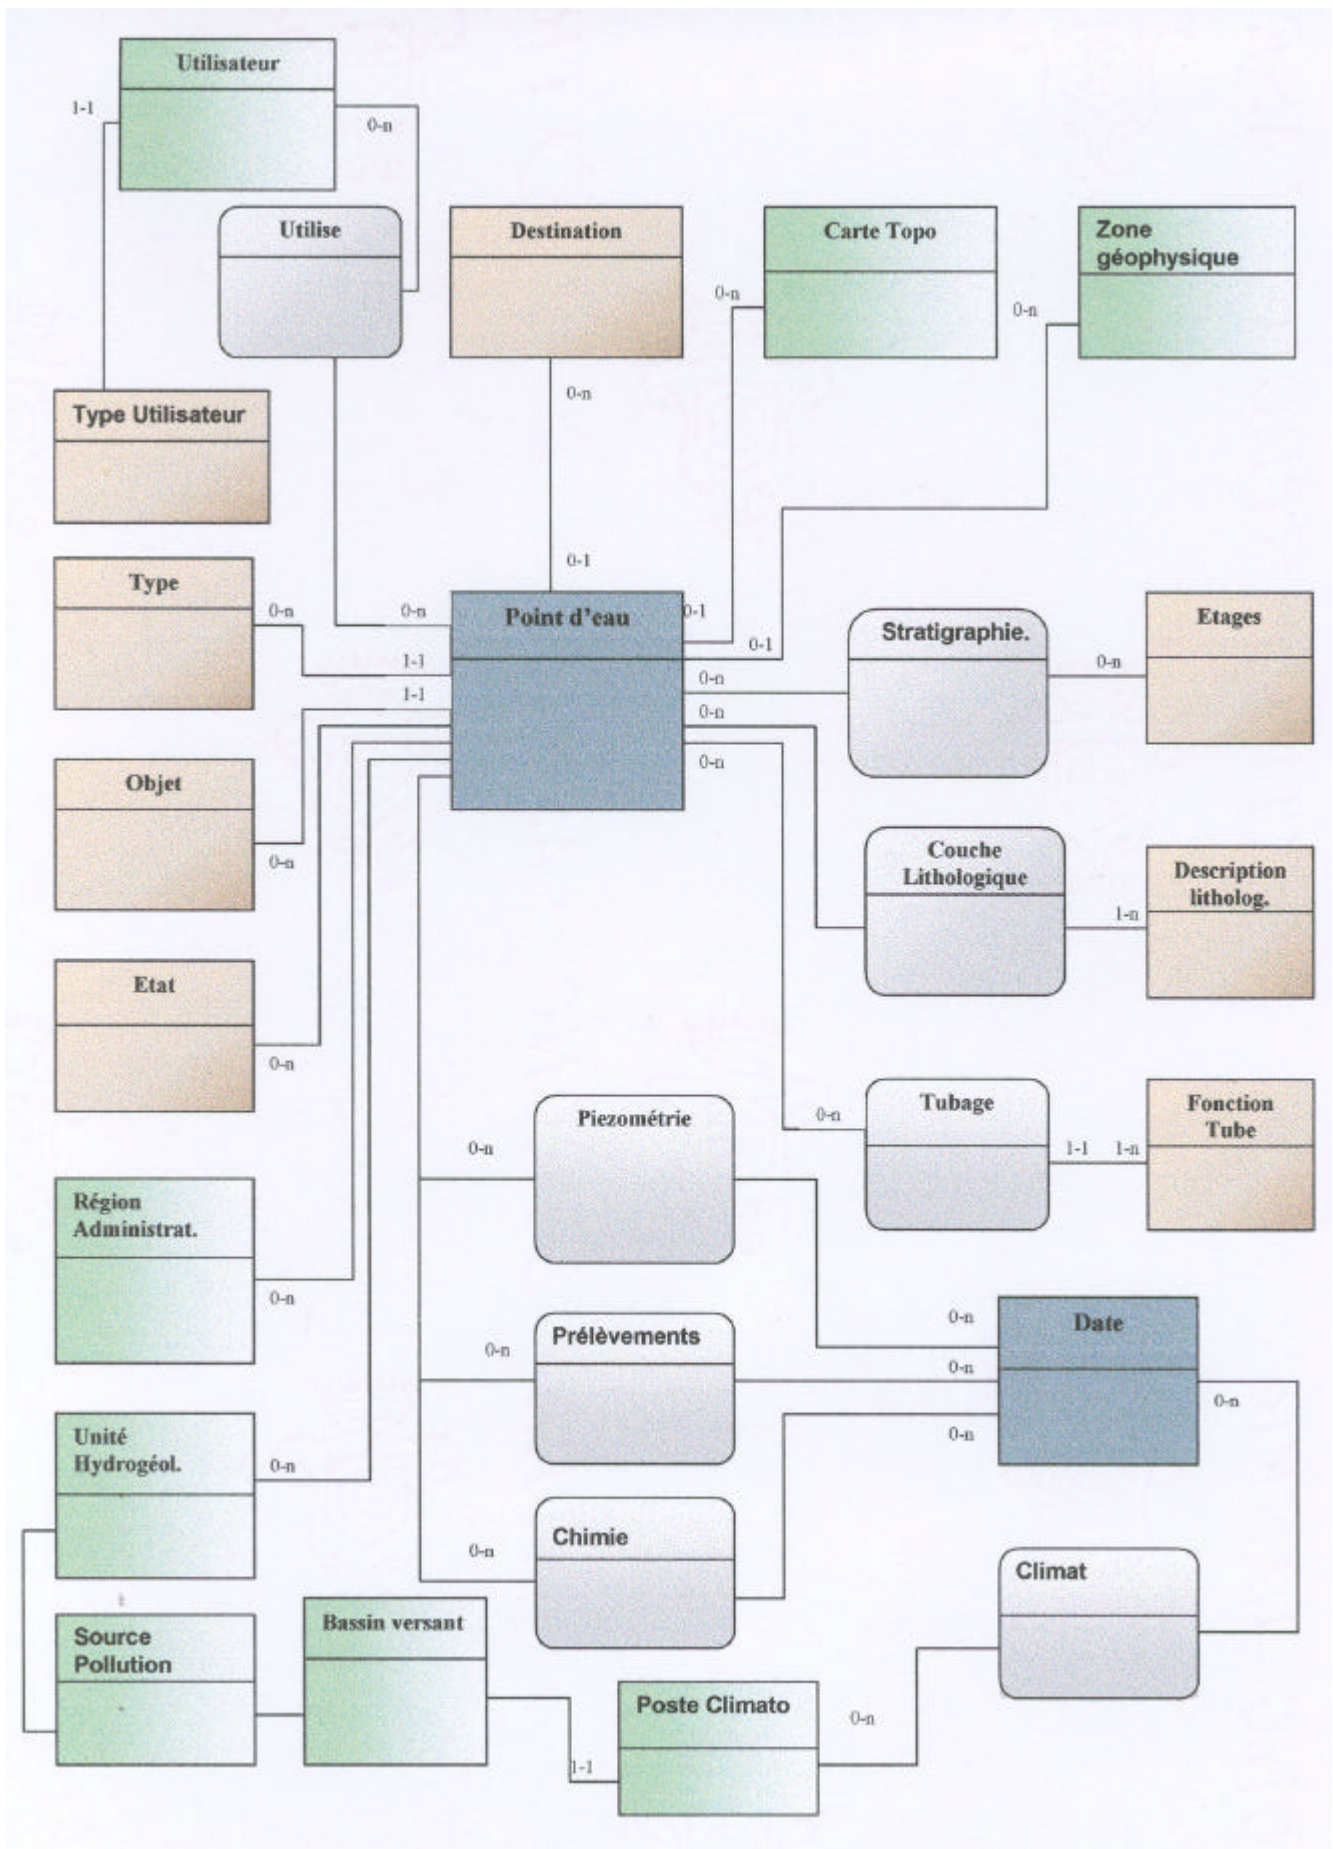 Utilisateur
1-1
0-n
Utilise
Destination
Carte Topo
Zone
géophysique
0-n
0-n
0-n
Type Utilisateur
0-1
Type
0-n
0-n
Point d'eau
0-1
0-1
Stratigraphie.
Etages
0-n
1-1
0-n
1-1
0-n
0-n
Objet
0-n
Couche
Lithologique
Description
litholog.
1-n
Etat
0-n
Piezométrie
0-n
Tubage
Fonction
Tube
0-n
1-1
1-n
Région
Administrat.
0-n
0-n
Date
Prélèvements
0-n
0-n
0-n
0-n
Unité
Hydrogéol.
0-n
Chimie
0-n
Climat
Source
Pollution
Bassin versant
Poste Climato
0-n
1-1